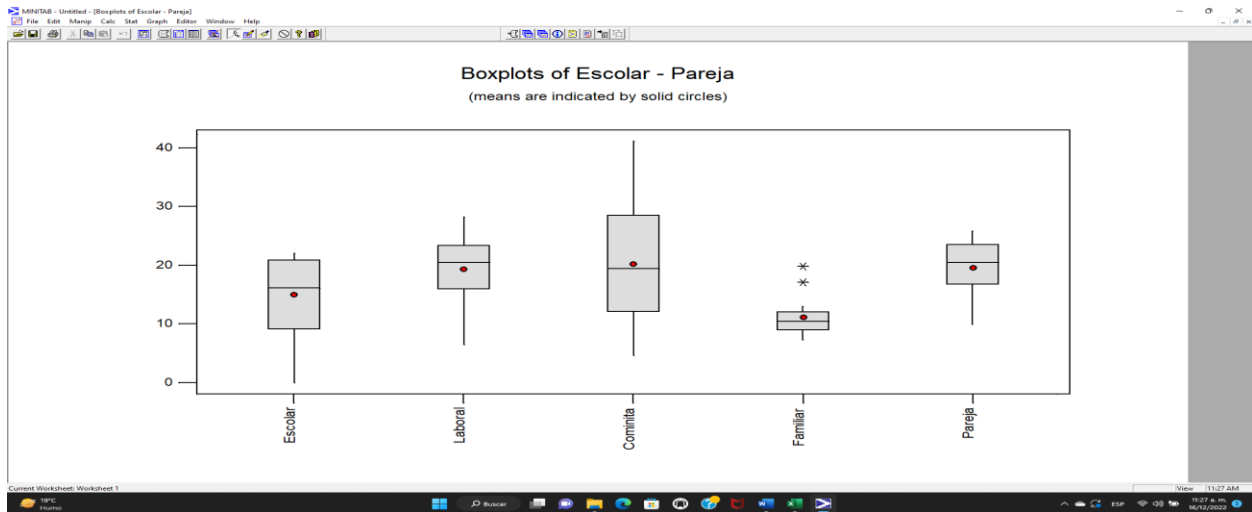 MINITAB - Untitled - [Boxplots of Escolar - Pareja]
File Edit Manip Calc Stat Graph Editor Window Help
Boxplots of Escolar - Pareja
(means are indicated by solid circles)
40
30
20
10
0
Escolar
Laboral
Cominita
Familiar
Pareja
Current Worksheet: Worksheet 1
View 11:27 AM
19°C
Humo
Buscar
ESP
11:27 a. m.
16/12/2022